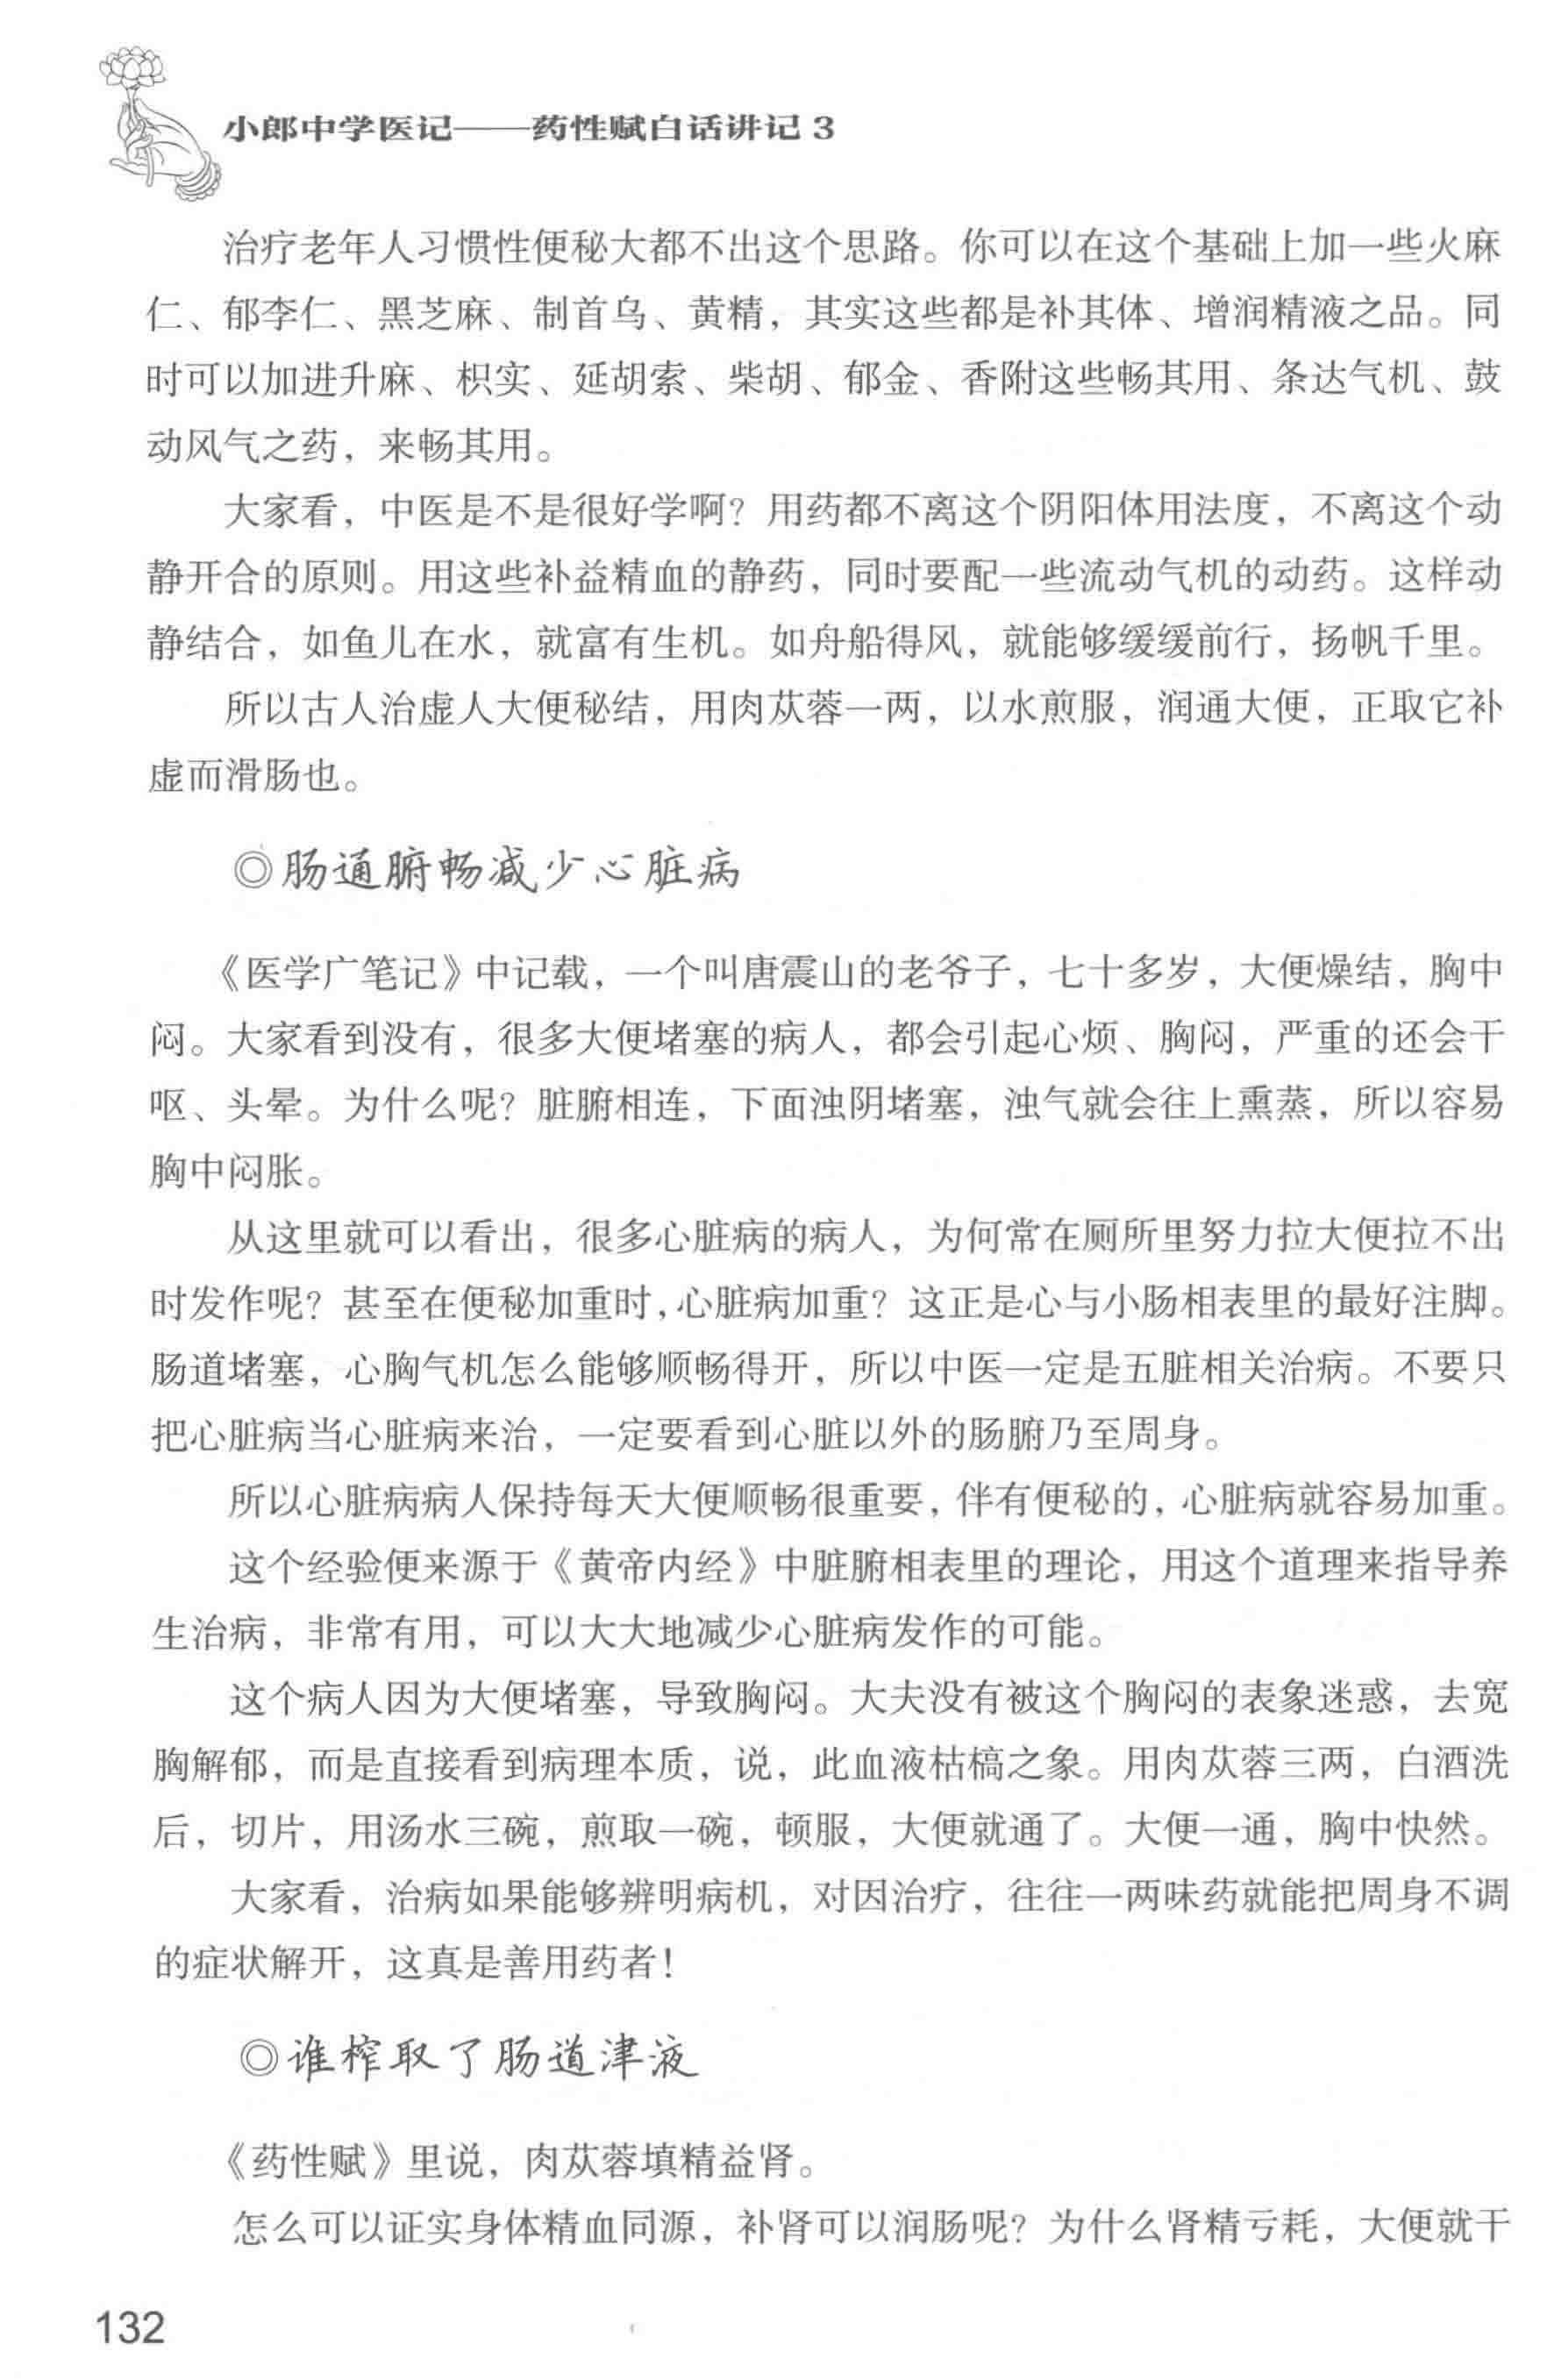 小郎中学医记——药性赋白话讲记 3
治疗老年人习惯性便秘大都不出这个思路。你可以在这个基础上加一些火麻
仁、郁李仁、黑芝麻、制首乌、黄精，其实这些都是补其体、增润精液之品。同
时可以加进升麻、枳实、延胡索、柴胡、郁金、香附这些畅其用、条达气机、鼓
动风气之药，来畅其用。
大家看，中医是不是很好学啊？用药都不离这个阴阳体用法度，不离这个动
静开合的原则。用这些补益精血的静药，同时要配一些流动气机的动药。这样动
静结合，如鱼儿在水，就富有生机。如舟船得风，就能够缓缓前行，扬帆千里。
所以古人治虚人大便秘结，用肉苁蓉一两，以水煎服，润通大便，正取它补
虚而滑肠也。
◎肠通腑畅减少心脏病
《医学广笔记》中记载，一个叫唐震山的老爷子，七十多岁，大便燥结，胸中
闷。大家看到没有，很多大便堵塞的病人，都会引起心烦、胸闷，严重的还会干
呕、头晕。为什么呢？脏腑相连，下面浊阴堵塞，浊气就会往上熏蒸，所以容易
胸中闷胀。
从这里就可以看出，很多心脏病的病人，为何常在厕所里努力拉大便拉不出
时发作呢？甚至在便秘加重时，心脏病加重？这正是心与小肠相表里的最好注脚。
肠道堵塞，心胸气机怎么能够顺畅得开，所以中医一定是五脏相关治病。不要只
把心脏病当心脏病来治，一定要看到心脏以外的肠腑乃至周身。
所以心脏病病人保持每天大便顺畅很重要，伴有便秘的，心脏病就容易加重。
这个经验便来源于《黄帝内经》中脏腑相表里的理论，用这个道理来指导养
生治病，非常有用，可以大大地减少心脏病发作的可能。
这个病人因为大便堵塞，导致胸闷。大夫没有被这个胸闷的表象迷惑，去宽
胸解郁，而是直接看到病理本质，说，此血液枯槁之象。用肉苁蓉三两，白酒洗
后，切片，用汤水三碗，煎取一碗，顿服，大便就通了。大便一通，胸中快然。
大家看，治病如果能够辨明病机，对因治疗，往往一两味药就能把周身不调
的症状解开，这真是善用药者！
◎谁榨取了肠道津液
《药性赋》里说，肉苁蓉填精益肾。
怎么可以证实身体精血同源，补肾可以润肠呢？为什么肾精亏耗，大便就干
132